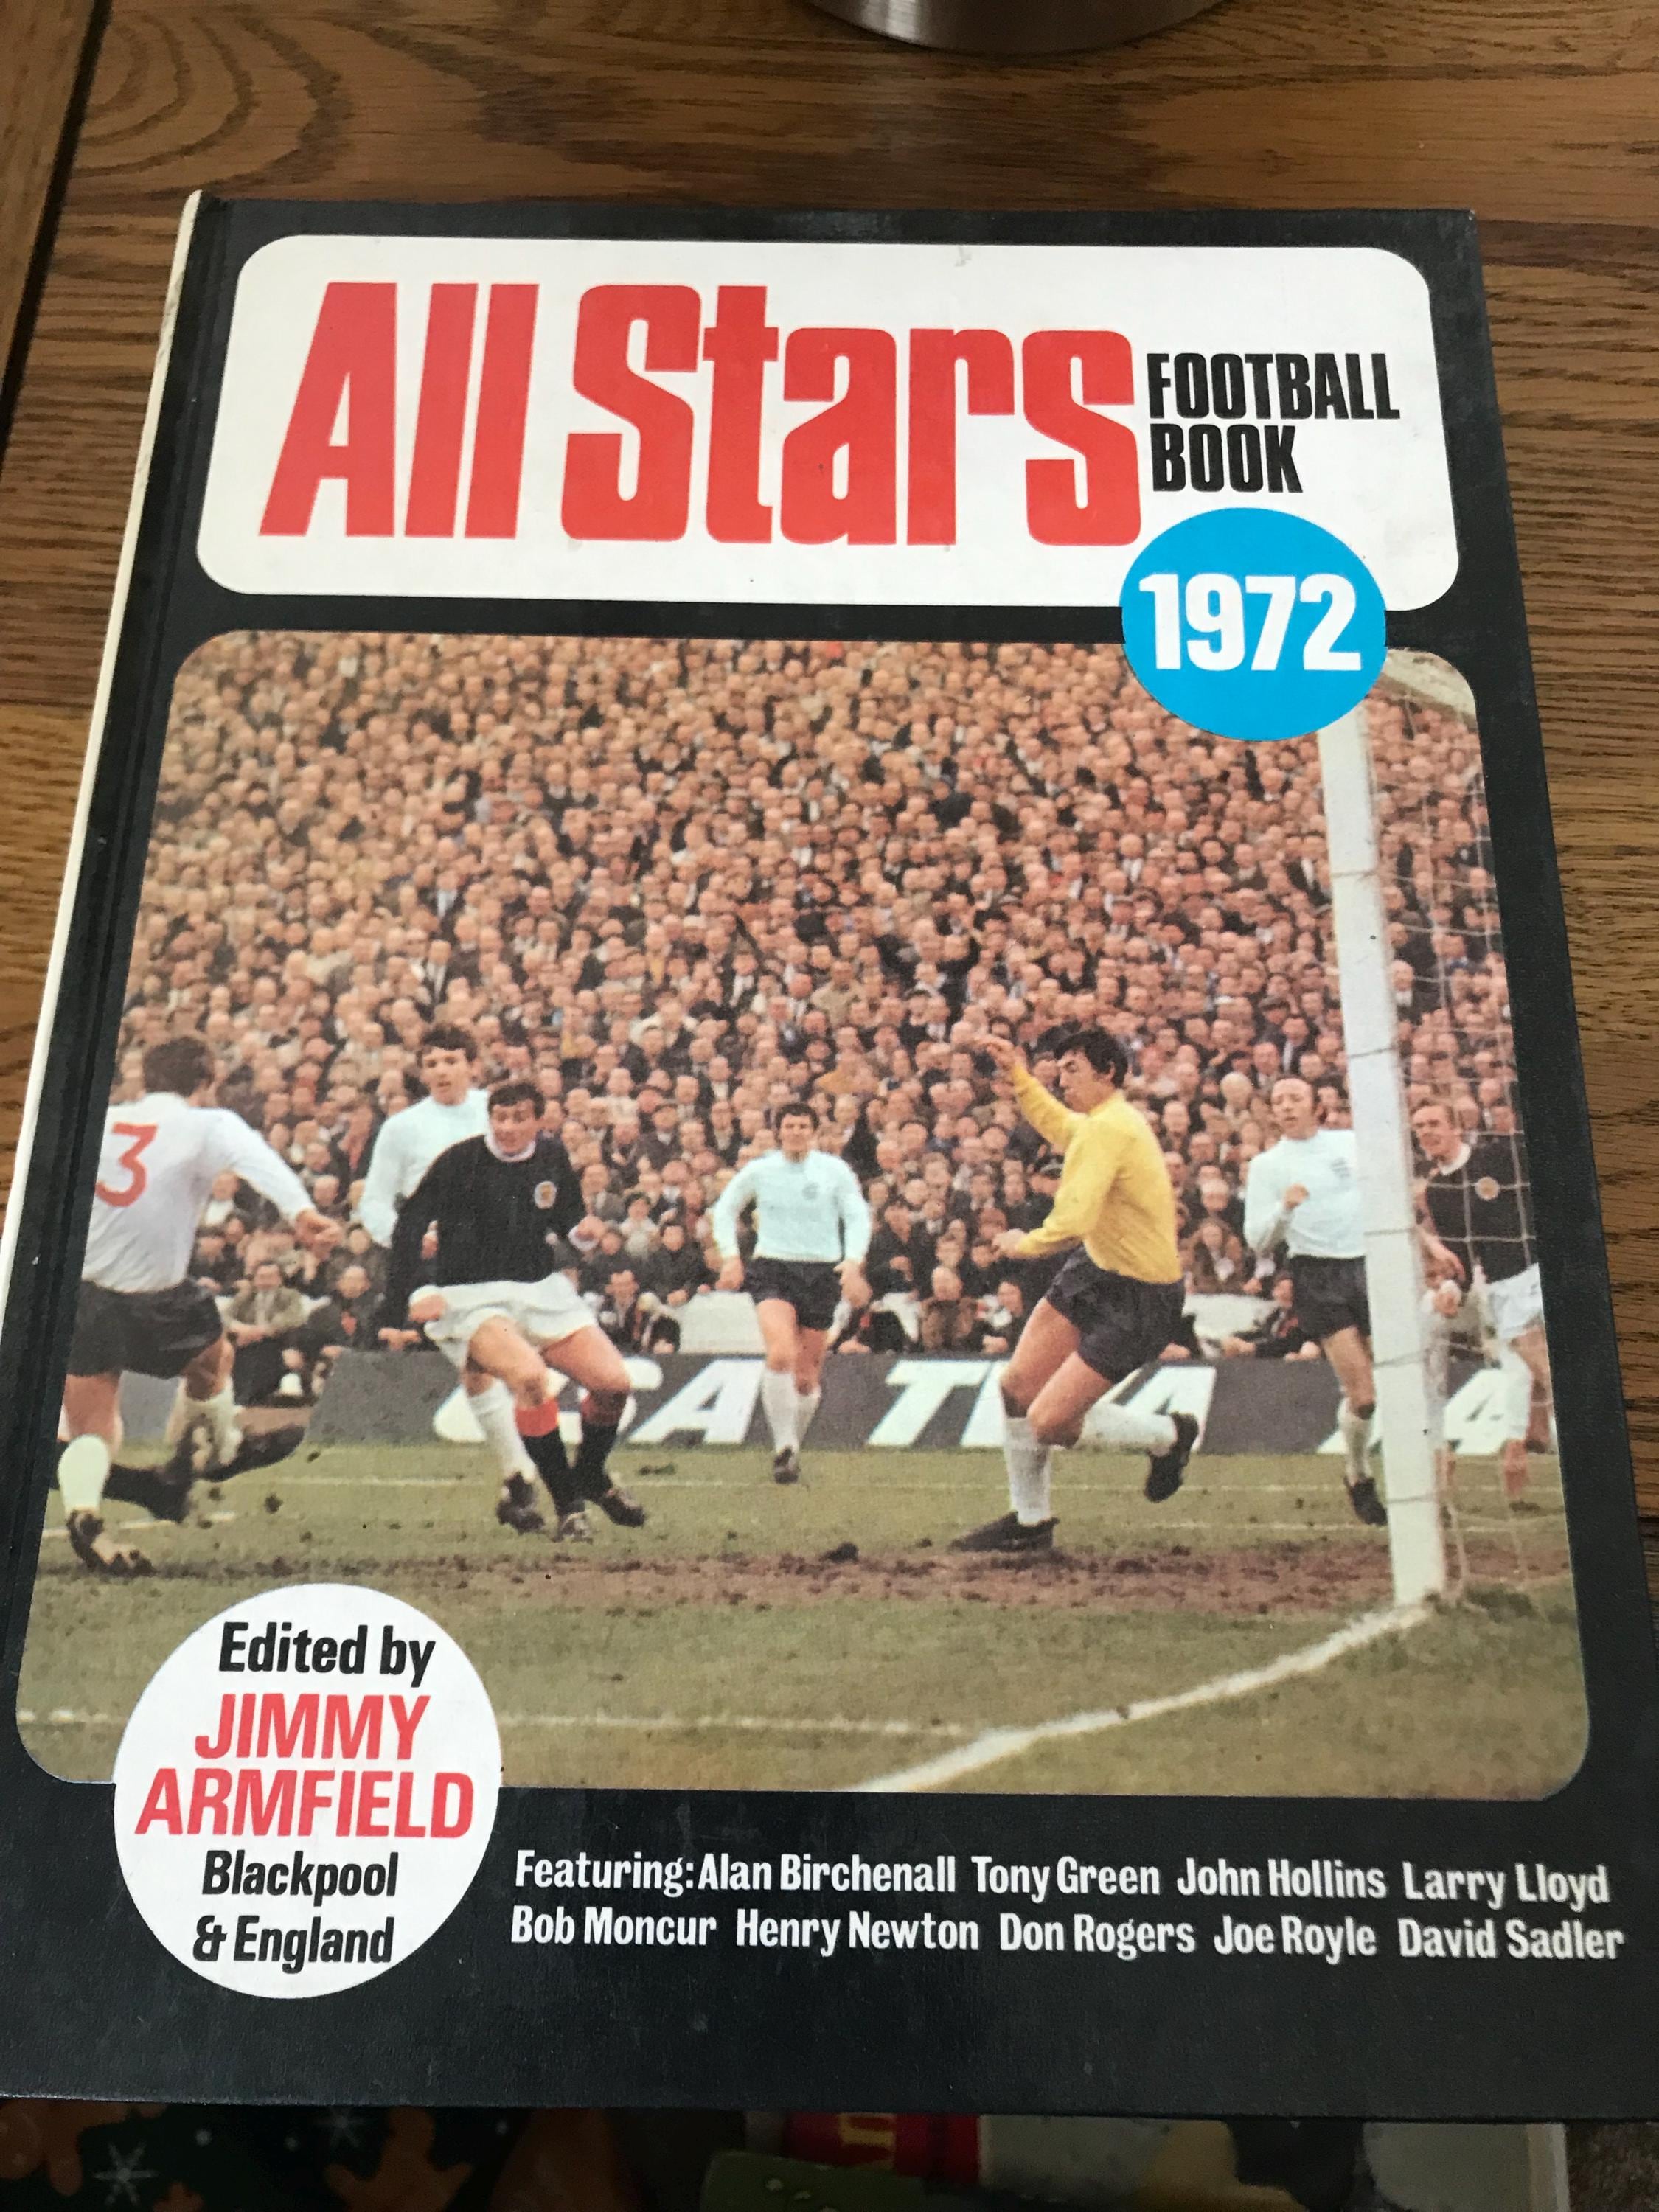 All Stars FOOTBALL
BOOK
1972
3
Edited by
JIMMY
ARMFIELD
Blackpool
& England
Featuring: Alan Birchenall Tony Green John Hollins Larry Lloyd
Bob Moncur Henry Newton Don Rogers Joe Royle David Sadler